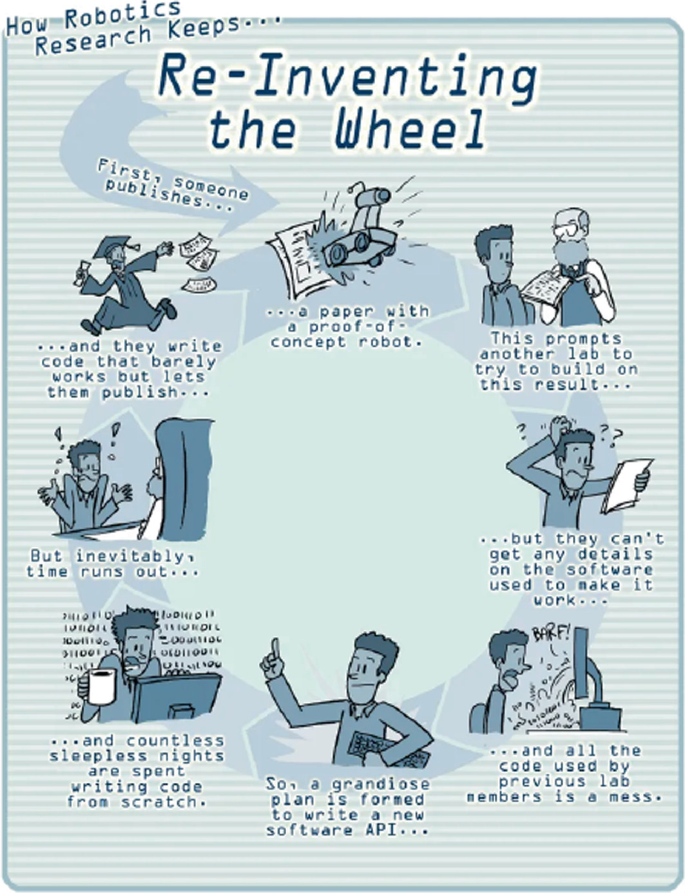 How Robotics
Research Keeps...
Re-Inventing
the Wheel
First, someone
publishes...
...a paper with
a proof-of-
concept robot.
This prompts
another lab to
try to build on
this result...
...but they can't
get any details
on the software
used to make it
work...
BARF!
...and all the
code used by
previous lab
members is a mess.
So, a grandiose
plan is formed
to write a new
software API...
...and countless
sleepless nights
are spent
writing code
from scratch.
But inevitably,
time runs out...
...and they write
code that barely
works but lets
them publish...